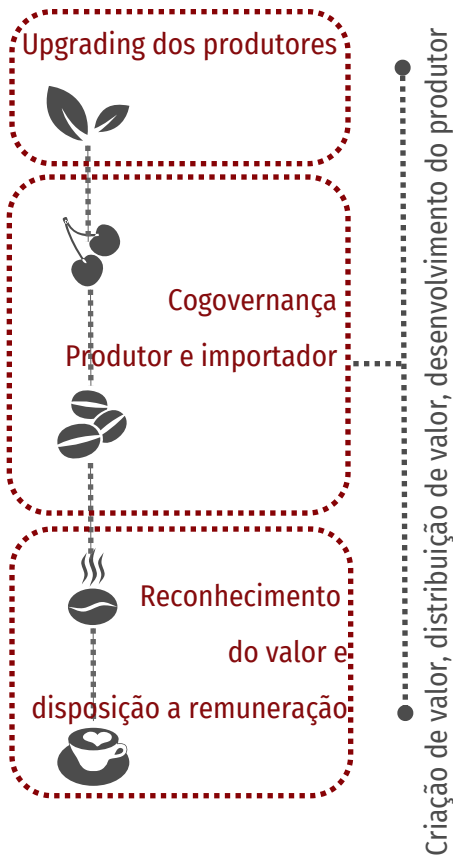 Upgrading dos produtores
Cogovernança
Produtor e importador
Reconhecimento
do valor e
disposição a remuneração
Criação de valor, distribuição de valor, desenvolvimento do produtor